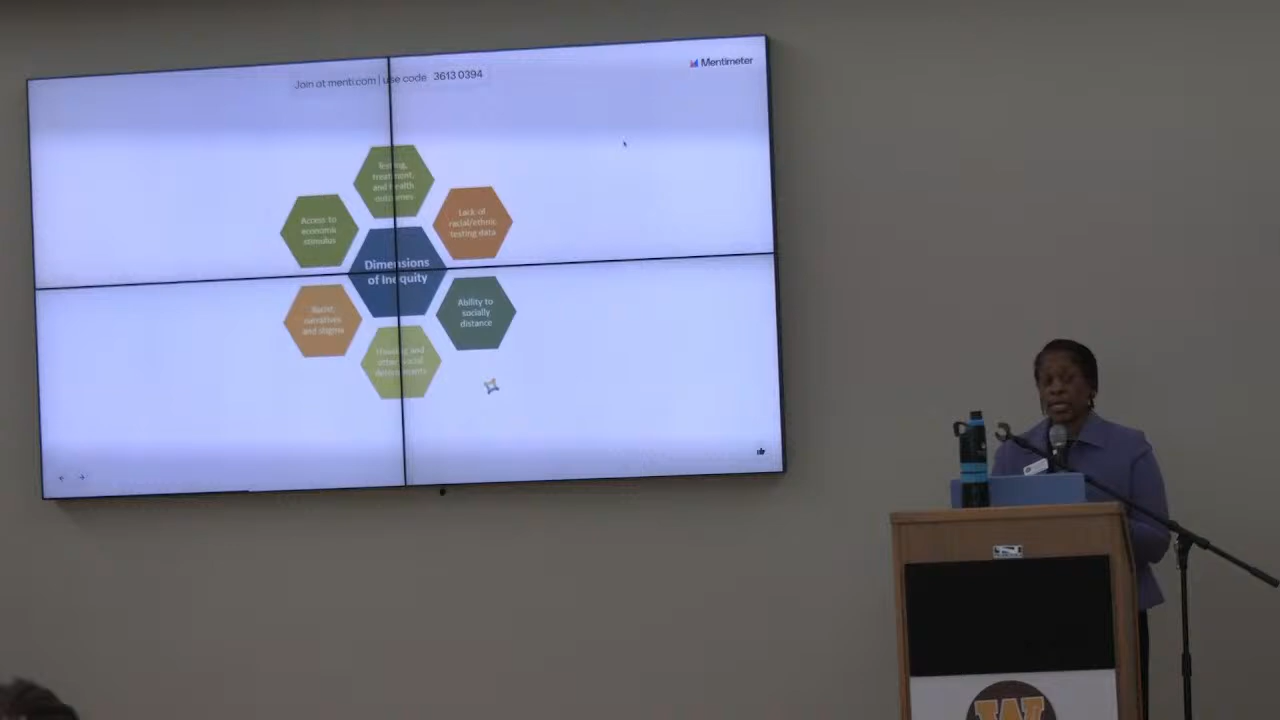 Join at menti.com | use code 3613 0394
Mentimeter
Testing,
treatment,
and health
outcomes
Access to
economic
stimulus
Lack of
racial/ethnic
testing data
Dimensions
of Inequity
Racist
narratives
and stigma
Ability to
socially
distance
Housing and
other social
determinants
W